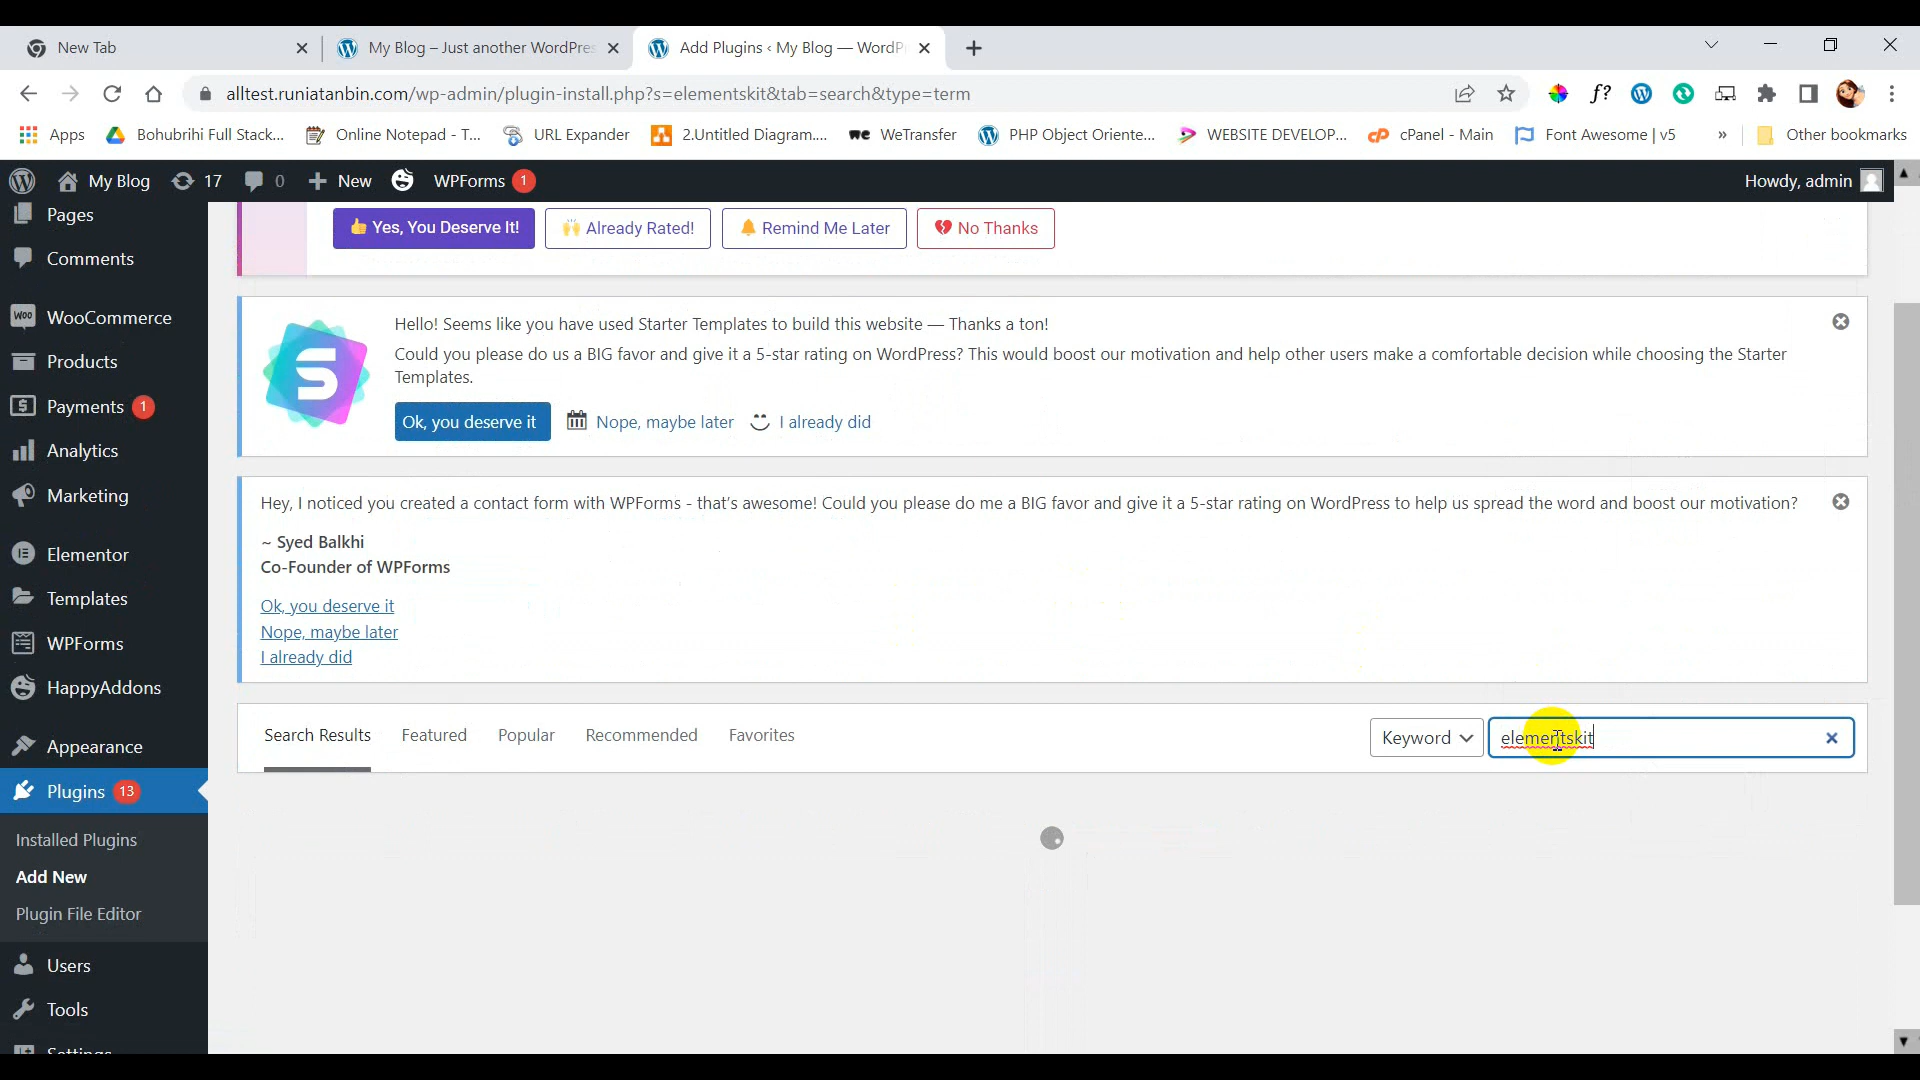 New Tab
My Blog – Just another WordPres
Add Plugins ‹ My Blog — WordP
alltest.runiatanbin.com/wp-admin/plugin-install.php?s=elementskit&tab=search&type=term
f?
Apps
Bohubrihi Full Stack...
Online Notepad - T...
URL Expander
2.Untitled Diagram....
WeTransfer
PHP Object Oriente...
WEBSITE DEVELOP...
cPanel - Main
Font Awesome | v5
»
Other bookmarks
My Blog
17
0
New
WPForms 1
Howdy, admin
Pages
Comments
WooCommerce
Products
Payments 1
Analytics
Marketing
Elementor
Templates
WPForms
HappyAddons
Appearance
Plugins 13
Installed Plugins
Add New
Plugin File Editor
Users
Tools
Settings
Yes, You Deserve It!
Already Rated!
Remind Me Later
No Thanks
Hello! Seems like you have used Starter Templates to build this website — Thanks a ton!
Could you please do us a BIG favor and give it a 5-star rating on WordPress? This would boost our motivation and help other users make a comfortable decision while choosing the Starter
Templates.
Ok, you deserve it
Nope, maybe later
I already did
Hey, I noticed you created a contact form with WPForms - that's awesome! Could you please do me a BIG favor and give it a 5-star rating on WordPress to help us spread the word and boost our motivation?
~ Syed Balkhi
Co-Founder of WPForms
Ok, you deserve it
Nope, maybe later
I already did
Search Results
Featured
Popular
Recommended
Favorites
Keyword
elementskit